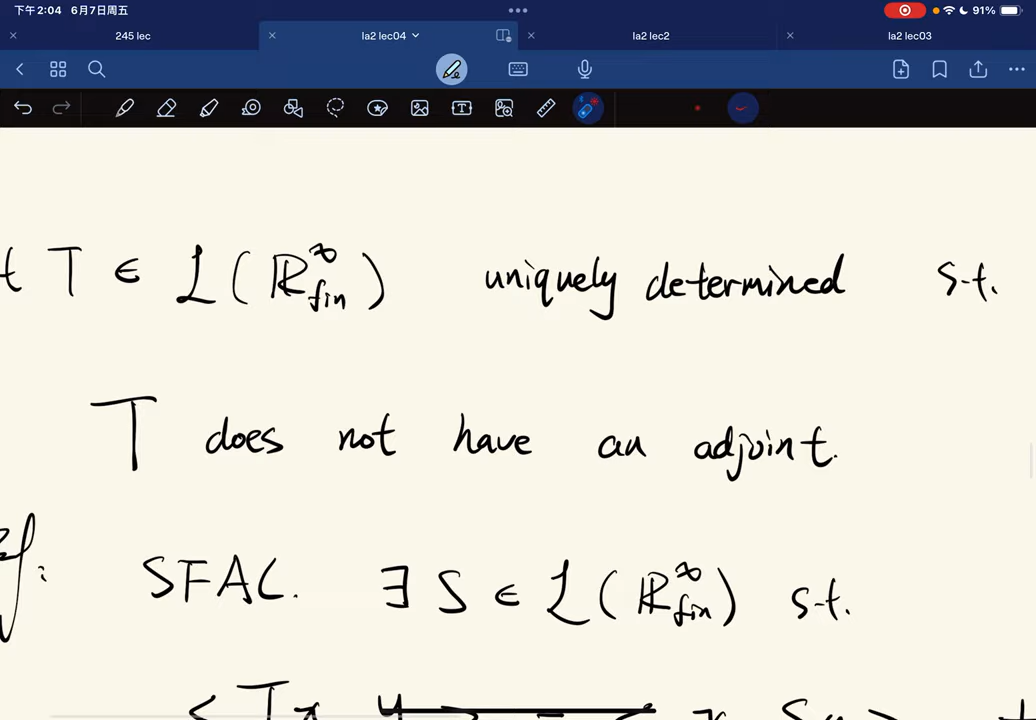 下午2:04 6月7日周五
91%
245 lec
la2 lec04
la2 lec2
la2 lec03
t T ∈ ℒ(ℝ^∞_fin) uniquely determined s.t.
T does not have an adjoint.
SFAC. ∃ S ∈ ℒ(ℝ^∞_fin) s.t.